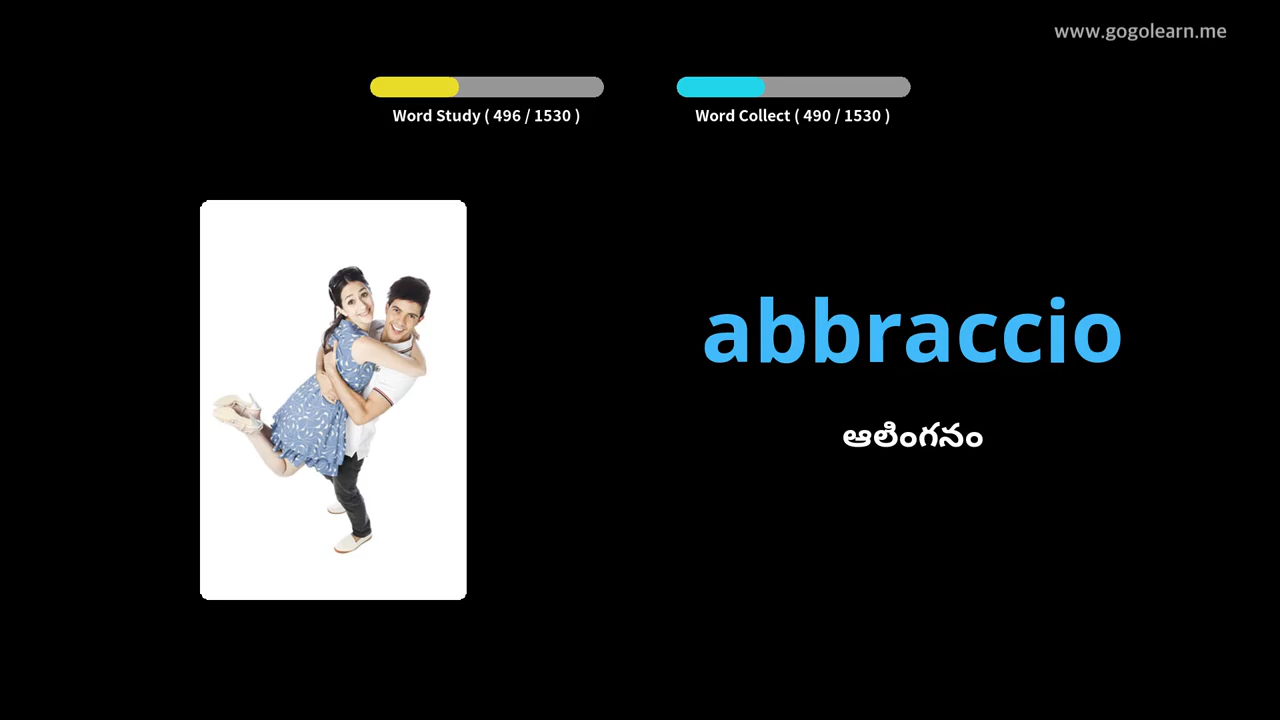 www.gogolearn.me
Word Study ( 496 / 1530 )
Word Collect ( 490 / 1530 )
abbraccio
ఆలింగనం